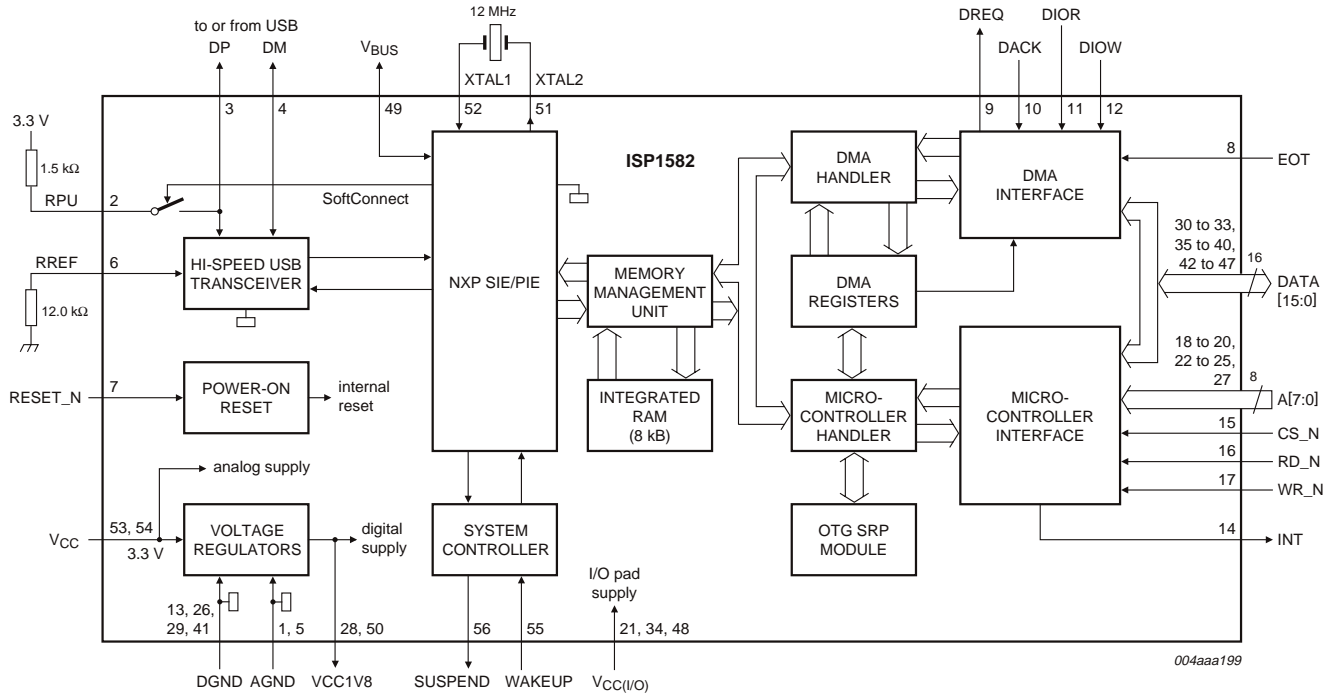 12 MHz
to or from USB
DP
DM
VBUS
XTAL1
XTAL2
DREQ
DACK
DIOR
DIOW
3
4
49
52
51
9
10
11
12
3.3 V
1.5 kΩ
RPU
2
SoftConnect
ISP1582
DMA
HANDLER
DMA
INTERFACE
8
EOT
RREF
6
12.0 kΩ
HI-SPEED USB
TRANSCEIVER
NXP SIE/PIE
MEMORY
MANAGEMENT
UNIT
DMA
REGISTERS
30 to 33,
35 to 40,
42 to 47
16
DATA
[15:0]
RESET_N
7
POWER-ON
RESET
internal
reset
INTEGRATED
RAM
(8 kB)
MICRO-
CONTROLLER
HANDLER
MICRO-
CONTROLLER
INTERFACE
18 to 20,
22 to 25,
27
8
A[7:0]
15
CS_N
16
RD_N
17
WR_N
analog supply
VCC
53, 54
3.3 V
VOLTAGE
REGULATORS
digital
supply
SYSTEM
CONTROLLER
OTG SRP
MODULE
14
INT
I/O pad
supply
13, 26,
29, 41
1, 5
28, 50
56
55
21, 34, 48
DGND
AGND
VCC1V8
SUSPEND
WAKEUP
VCC(I/O)
004aaa199